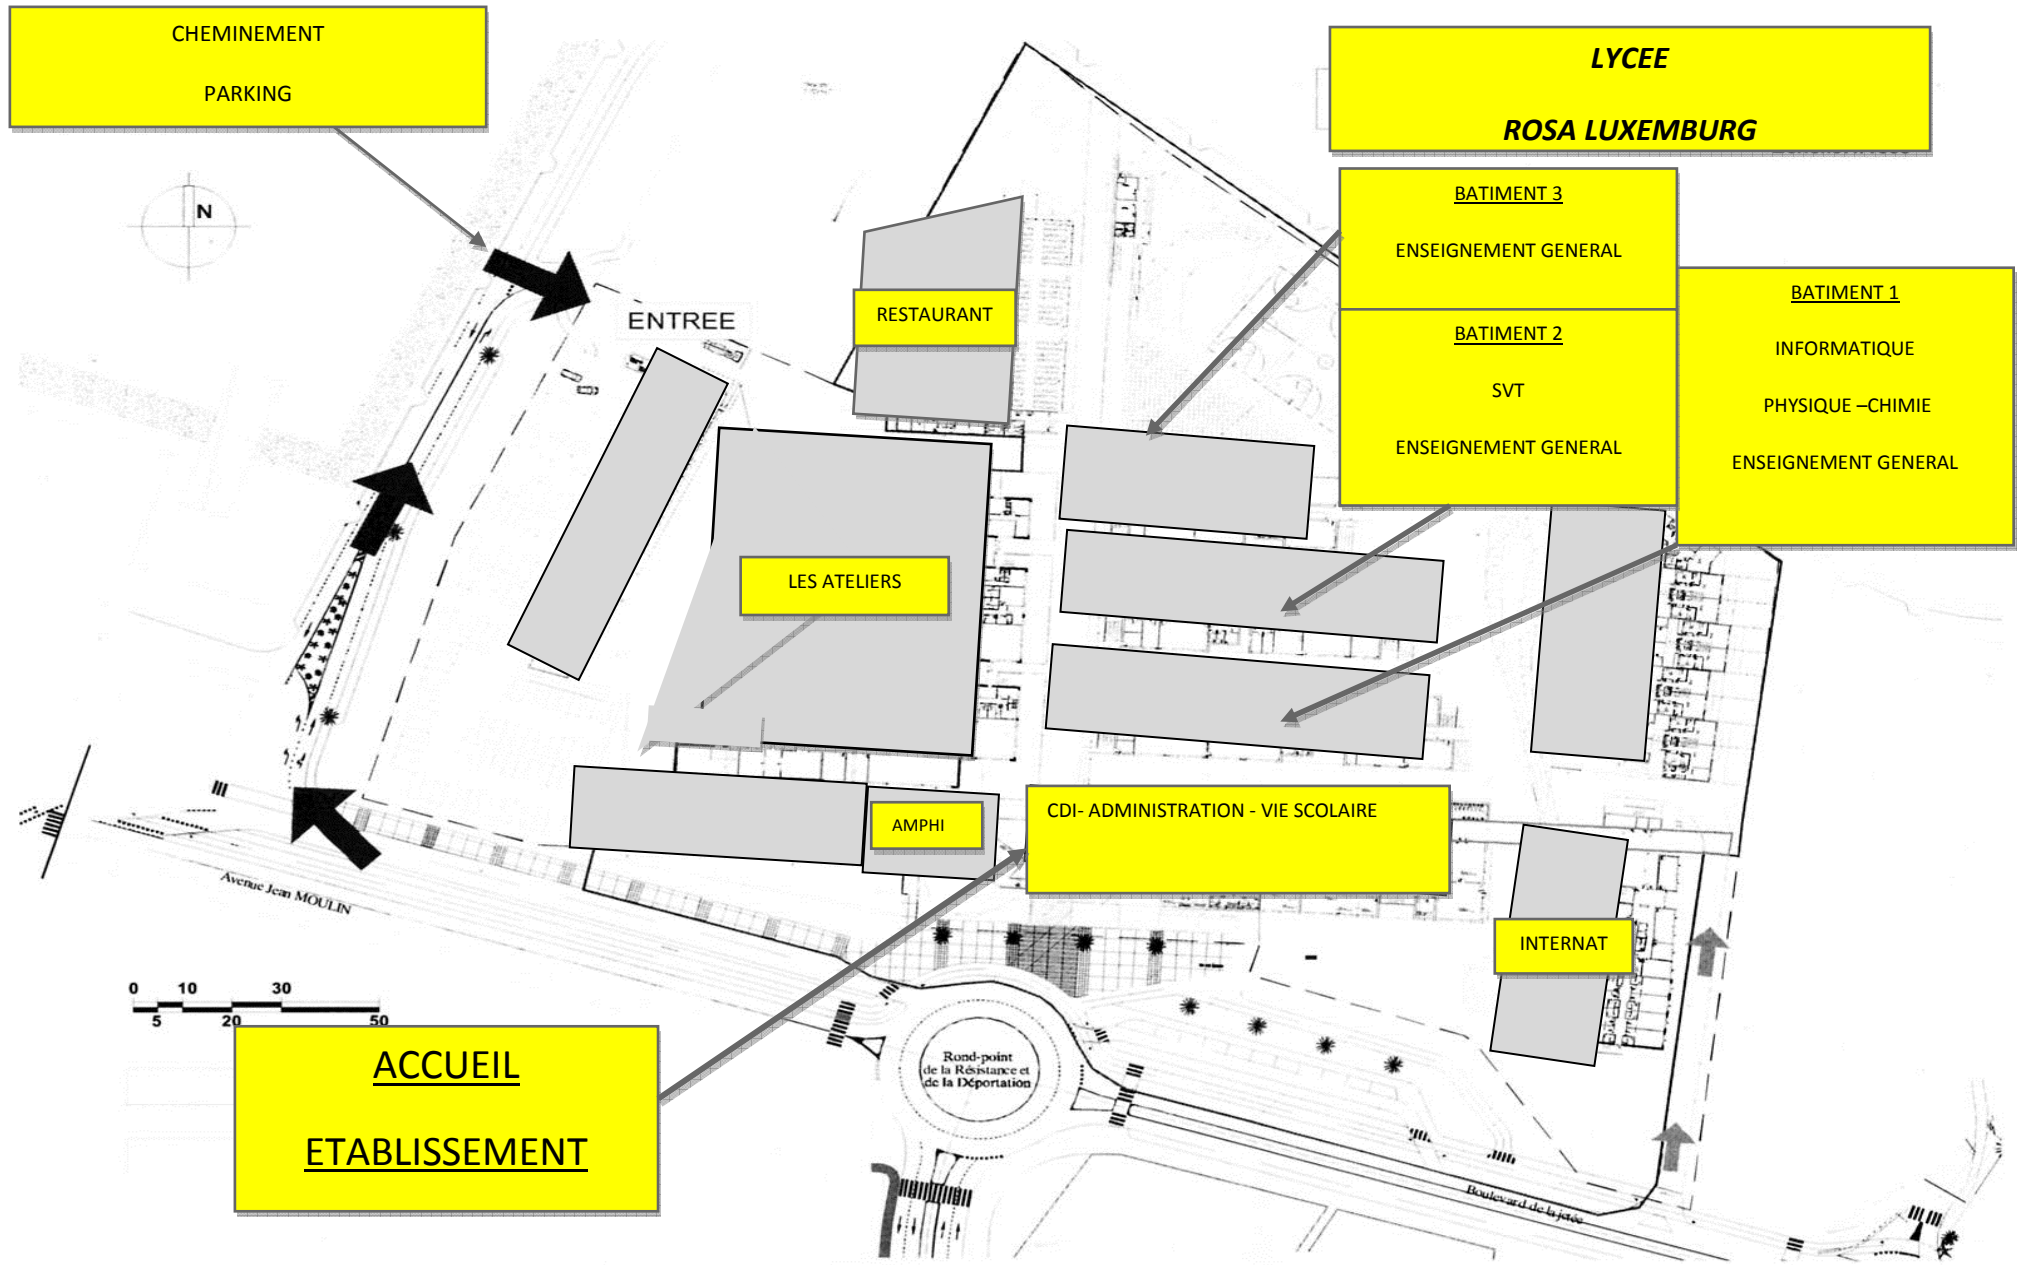 CHEMINEMENT
PARKING
LYCEE
ROSA LUXEMBURG
BATIMENT 3
ENSEIGNEMENT GENERAL
BATIMENT 2
SVT
ENSEIGNEMENT GENERAL
BATIMENT 1
INFORMATIQUE
PHYSIQUE –CHIMIE
ENSEIGNEMENT GENERAL
N
ENTREE
RESTAURANT
LES ATELIERS
AMPHI
CDI- ADMINISTRATION - VIE SCOLAIRE
INTERNAT
Avenue Jean MOULIN
0 10 30
5 20 50
ACCUEIL
ETABLISSEMENT
Rond-point
de la Résistance et
de la Déportation
Boulevard de la jetée